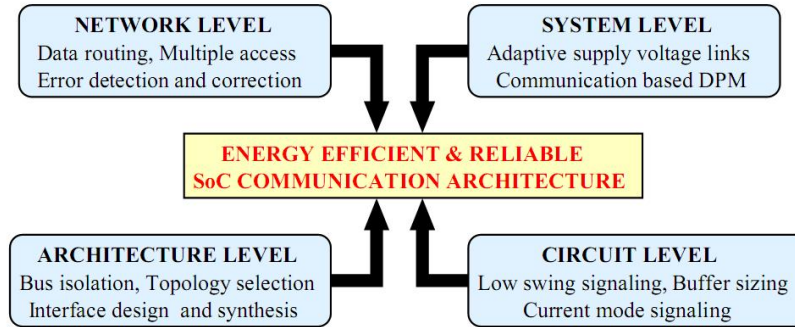 NETWORK LEVEL
Data routing, Multiple access
Error detection and correction
SYSTEM LEVEL
Adaptive supply voltage links
Communication based DPM
ENERGY EFFICIENT & RELIABLE
SoC COMMUNICATION ARCHITECTURE
ARCHITECTURE LEVEL
Bus isolation, Topology selection
Interface design and synthesis
CIRCUIT LEVEL
Low swing signaling, Buffer sizing
Current mode signaling